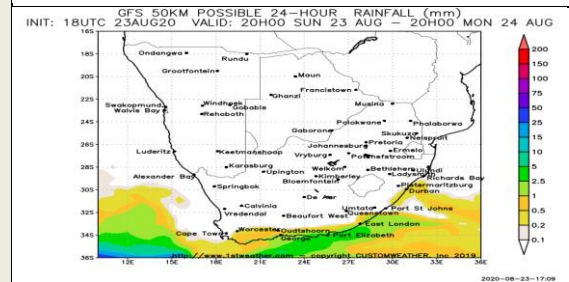 GFS 50KM POSSIBLE 24-HOUR RAINFALL (mm)
INIT: 18UTC 23AUG20 VALID: 20H00 SUN 23 AUG - 20H00 MON 24 AUG
16S
18S
20S
22S
24S
26S
28S
30S
32S
34S
36S
Ondangwa
Rundu
Grootfontein
Maun
Francistown
Ghanzi
Musina
Swakopmund
Windhoek
Gobabis
Walvis Bay
Rehoboth
Polokwane
Phalaborwa
Gaborone
Skukuza
Nelspruit
Pretoria
Johannesburg
Luderitz
Keetmanshoop
Vryburg
Ermelo
Karasburg
Welkom
Bethlehem
Ulundi
Alexander Bay
Upington
Kimberley
Ladysmith
Richards Bay
Springbok
Bloemfontein
Pietermaritzburg
Durban
De Aar
Calvinia
Umtata
Port St Johns
Vredendal
Beaufort West
Queenstown
East London
Cape Town
Worcester
Oudtshoorn
George
Port Elizabeth
http://www.1stweather.com - copyright CUSTOMWEATHER, Inc 2019
12E 15E 18E 21E 24E 27E 30E 33E 36E
200
150
100
75
50
25
15
10
5
2.5
1
0.5
0.2
0.1
2020-08-23-17:09